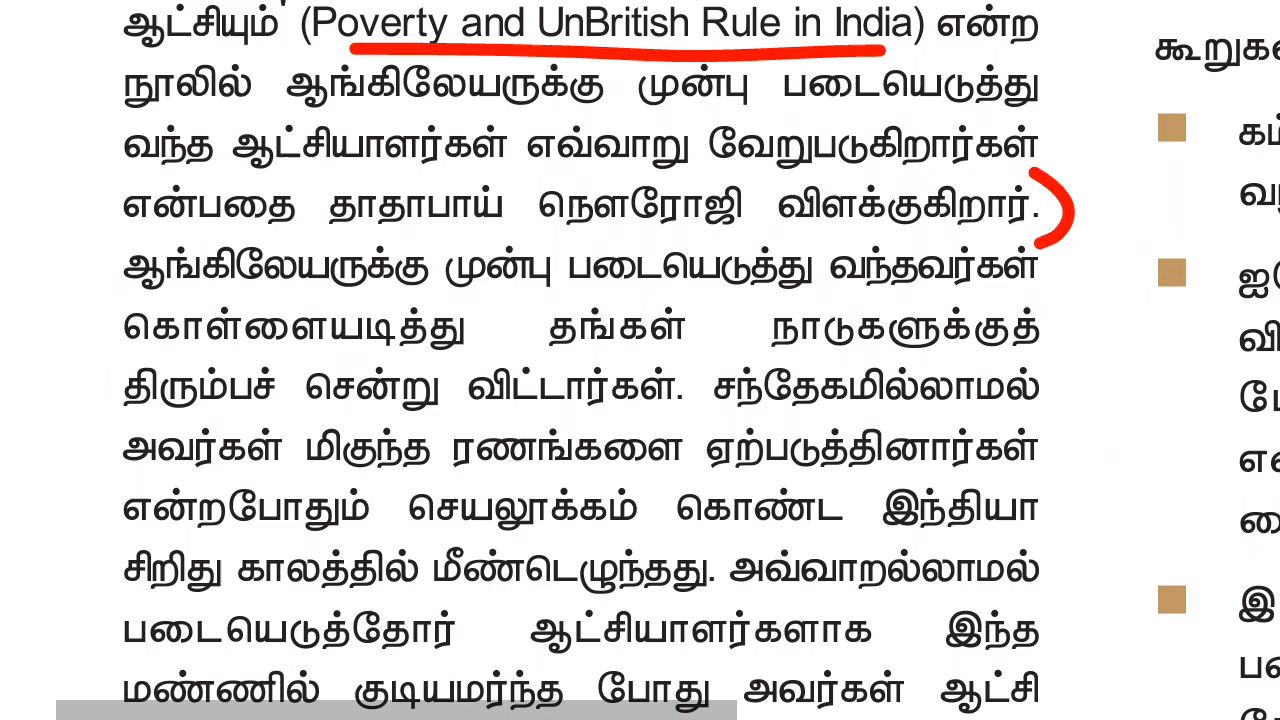 ஆட்சியும்' (Poverty and UnBritish Rule in India) என்ற
நூலில் ஆங்கிலேயருக்கு முன்பு படையெடுத்து
வந்த ஆட்சியாளர்கள் எவ்வாறு வேறுபடுகிறார்கள்
என்பதை தாதாபாய் நௌரோஜி விளக்குகிறார்.
ஆங்கிலேயருக்கு முன்பு படையெடுத்து வந்தவர்கள்
கொள்ளையடித்து தங்கள் நாடுகளுக்குத்
திரும்பச் சென்று விட்டார்கள். சந்தேகமில்லாமல்
அவர்கள் மிகுந்த ரணங்களை ஏற்படுத்தினார்கள்
என்றபோதும் செயலூக்கம் கொண்ட இந்தியா
சிறிது காலத்தில் மீண்டெழுந்தது. அவ்வாறல்லாமல்
படையெடுத்தோர் ஆட்சியாளர்களாக இந்த
மண்ணில் குடியமர்ந்த போது அவர்கள் ஆட்சி